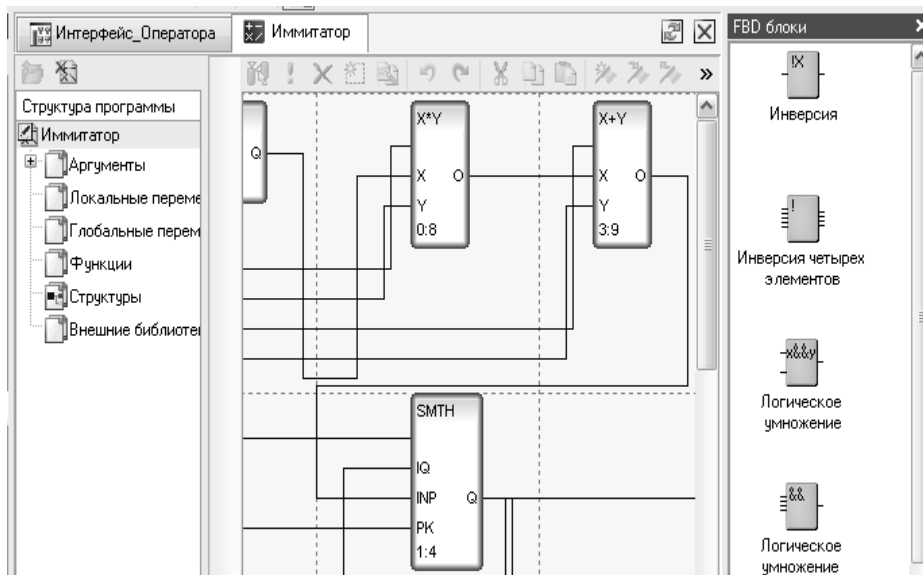 Интерфейс_Оператора
Иммитатор
FBD блоки
Структура программы
Иммитатор
Аргументы
Локальные переме
Глобальные перем
Функции
Структуры
Внешние библиоте
Q
X*Y
X O
Y
0:8
X+Y
X O
Y
3:9
SMTH
IQ
INP Q
PK
1:4
!X
Инверсия
!
Инверсия четырех
элементов
x&&y
Логическое
умножение
&&
Логическое
умножение